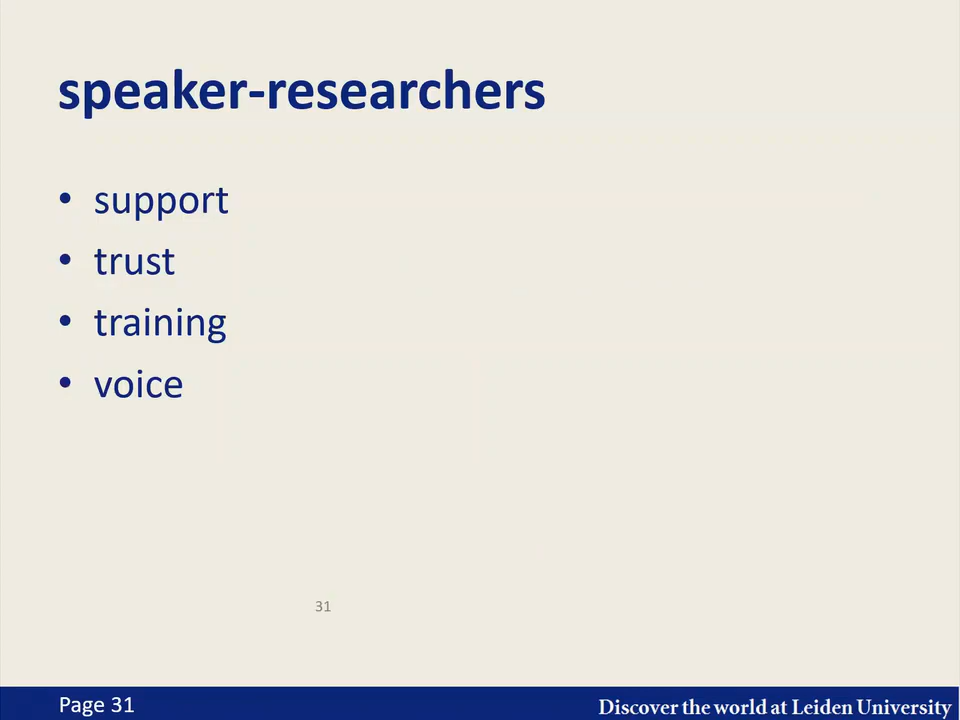 speaker-researchers
• support
• trust
• training
• voice
31
Page 31
Discover the world at Leiden University